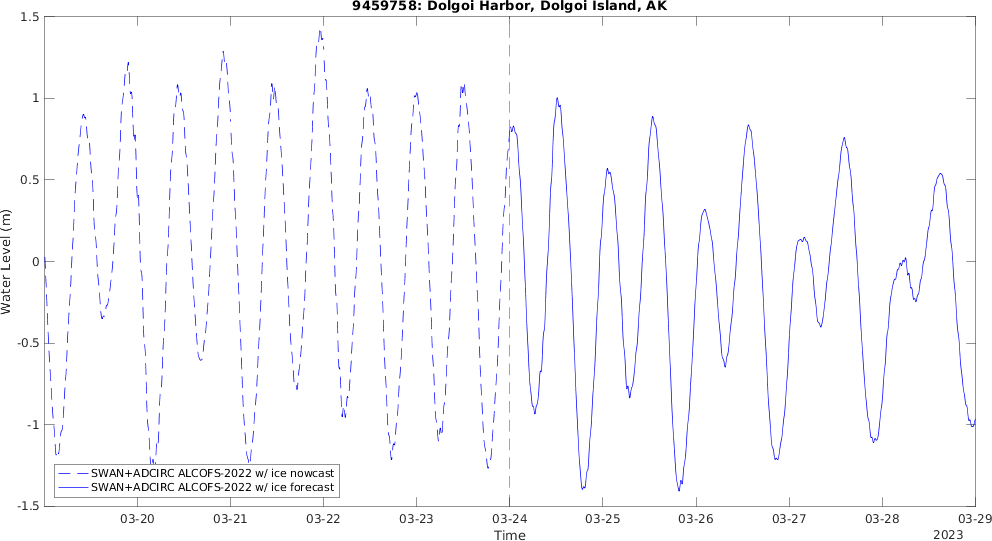 9459758: Dolgoi Harbor, Dolgoi Island, AK
1.5
1
0.5
0
-0.5
-1
-1.5
Water Level (m)
SWAN+ADCIRC ALCOFS-2022 w/ ice nowcast
SWAN+ADCIRC ALCOFS-2022 w/ ice forecast
03-20 03-21 03-22 03-23 03-24 03-25 03-26 03-27 03-28 03-29
Time
2023